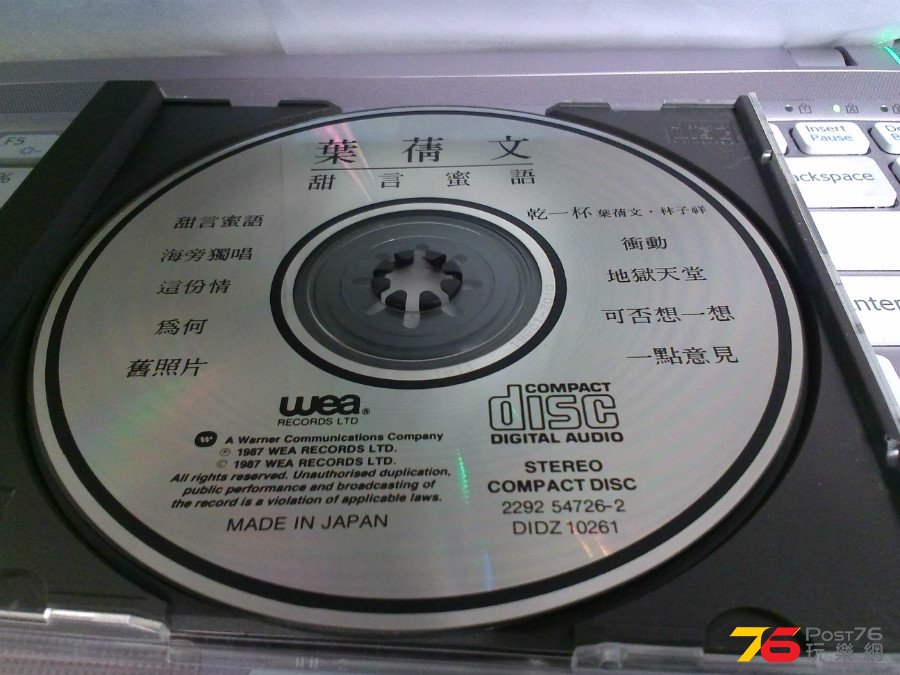 葉蒨文
甜言蜜語
甜言蜜語
海旁獨唱
這份情
為何
舊照片
乾一杯 葉蒨文・林子祥
衝動
地獄天堂
可否想一想
一點意見
wea®
RECORDS LTD
A Warner Communications Company
℗ 1987 WEA RECORDS LTD.
© 1987 WEA RECORDS LTD.
All rights reserved. Unauthorised duplication,
public performance and broadcasting of
the record is a violation of applicable laws.
MADE IN JAPAN
COMPACT
disc
DIGITAL AUDIO
STEREO
COMPACT DISC
2292 54726-2
DIDZ 10261
F5
%
Insert
Pause
De
ackspace
nter
76 Post76
玩樂網